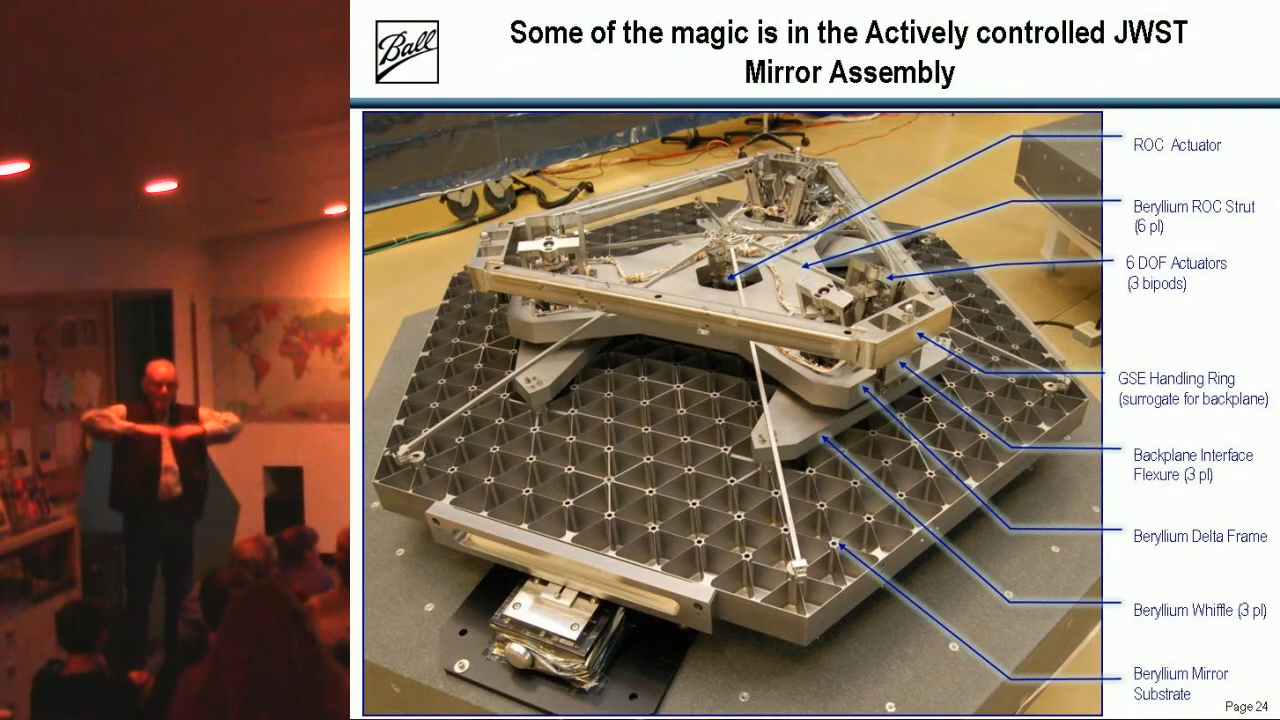 Ball
Some of the magic is in the Actively controlled JWST
Mirror Assembly
ROC Actuator
Beryllium ROC Strut
(6 pl)
6 DOF Actuators
(3 bipods)
GSE Handling Ring
(surrogate for backplane)
Backplane Interface
Flexure (3 pl)
Beryllium Delta Frame
Beryllium Whiffle (3 pl)
Beryllium Mirror
Substrate
Page 24